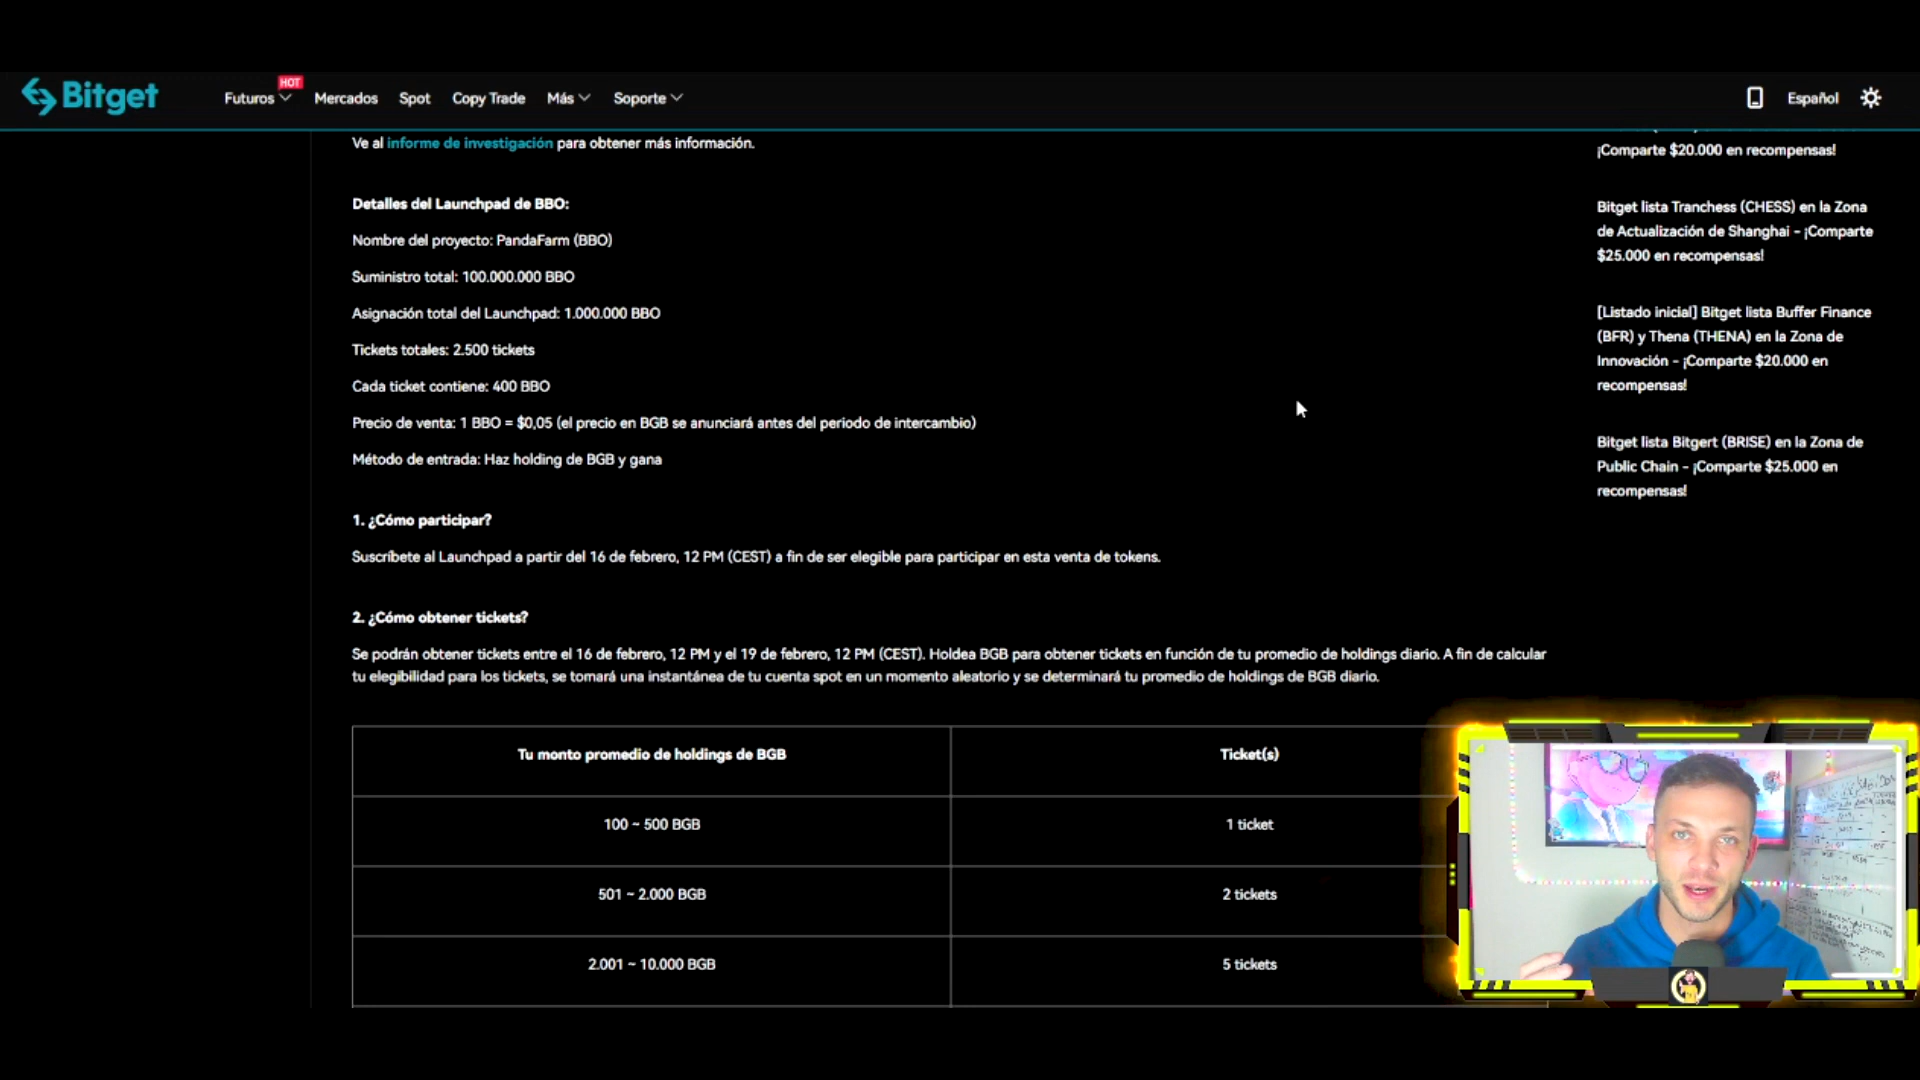 Bitget
Futuros
HOT
Mercados
Spot
Copy Trade
Más
Soporte
Español
Ve al informe de investigación para obtener más información.
Detalles del Launchpad de BBO:
Nombre del proyecto: PandaFarm (BBO)
Suministro total: 100.000.000 BBO
Asignación total del Launchpad: 1.000.000 BBO
Tickets totales: 2.500 tickets
Cada ticket contiene: 400 BBO
Precio de venta: 1 BBO = $0,05 (el precio en BGB se anunciará antes del periodo de intercambio)
Método de entrada: Haz holding de BGB y gana
1. ¿Cómo participar?
Suscríbete al Launchpad a partir del 16 de febrero, 12 PM (CEST) a fin de ser elegible para participar en esta venta de tokens.
2. ¿Cómo obtener tickets?
Se podrán obtener tickets entre el 16 de febrero, 12 PM y el 19 de febrero, 12 PM (CEST). Holdea BGB para obtener tickets en función de tu promedio de holdings diario. A fin de calcular
tu elegibilidad para los tickets, se tomará una instantánea de tu cuenta spot en un momento aleatorio y se determinará tu promedio de holdings de BGB diario.
Tu monto promedio de holdings de BGB
Ticket(s)
100 ~ 500 BGB
1 ticket
501 ~ 2.000 BGB
2 tickets
2.001 ~ 10.000 BGB
5 tickets
¡Comparte $20.000 en recompensas!
Bitget lista Tranchess (CHESS) en la Zona
de Actualización de Shanghai - ¡Comparte
$25.000 en recompensas!
[Listado inicial] Bitget lista Buffer Finance
(BFR) y Thena (THENA) en la Zona de
Innovación - ¡Comparte $20.000 en
recompensas!
Bitget lista Bitgert (BRISE) en la Zona de
Public Chain - ¡Comparte $25.000 en
recompensas!